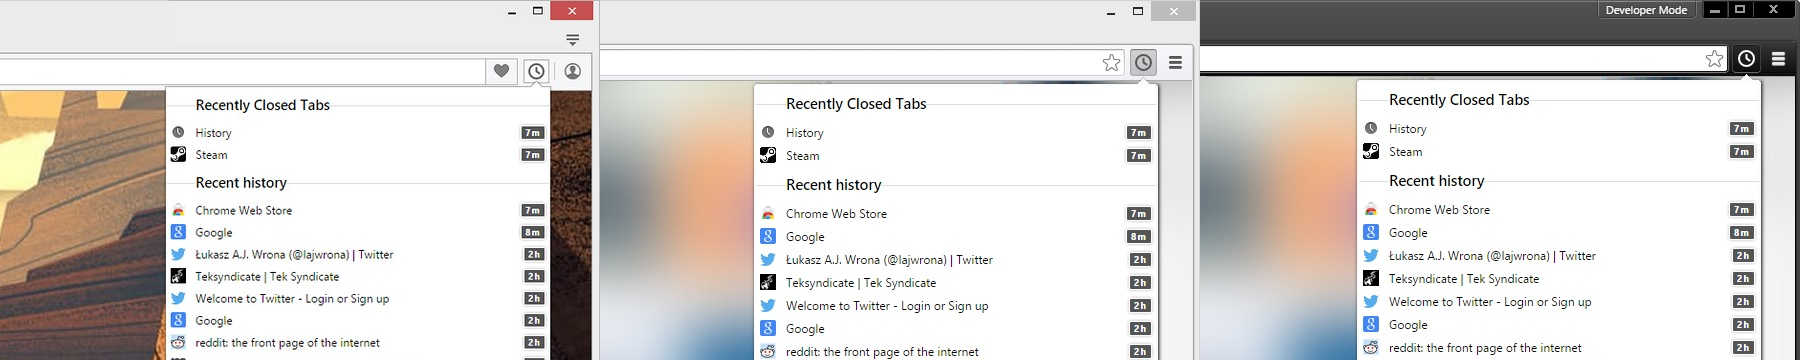 Recently Closed Tabs
History 7m
Steam 7m
Recent history
Chrome Web Store 7m
Google 8m
Łukasz A.J. Wrona (@lajwrona) | Twitter 2h
Teksyndicate | Tek Syndicate 2h
Welcome to Twitter - Login or Sign up 2h
Google 2h
reddit: the front page of the internet 2h
Recently Closed Tabs
History 7m
Steam 7m
Recent history
Chrome Web Store 7m
Google 8m
Łukasz A.J. Wrona (@lajwrona) | Twitter 2h
Teksyndicate | Tek Syndicate 2h
Welcome to Twitter - Login or Sign up 2h
Google 2h
reddit: the front page of the internet 2h
Developer Mode
Recently Closed Tabs
History 7m
Steam 7m
Recent history
Chrome Web Store 7m
Google 8m
Łukasz A.J. Wrona (@lajwrona) | Twitter 2h
Teksyndicate | Tek Syndicate 2h
Welcome to Twitter - Login or Sign up 2h
Google 2h
reddit: the front page of the internet 2h